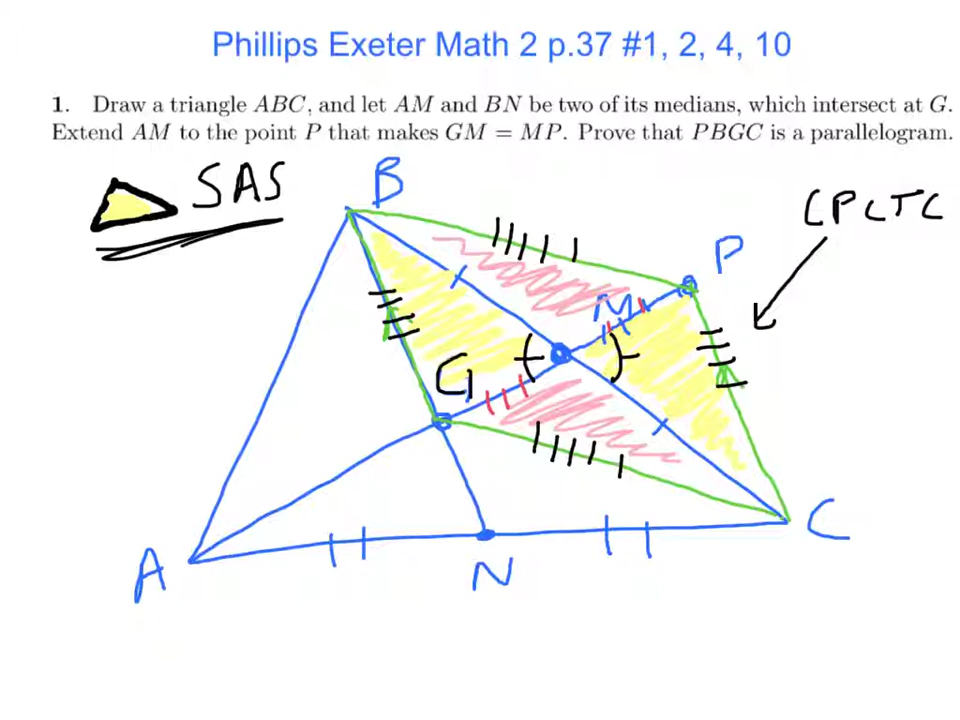 Phillips Exeter Math 2 p.37 #1, 2, 4, 10
1. Draw a triangle ABC, and let AM and BN be two of its medians, which intersect at G.
Extend AM to the point P that makes GM = MP. Prove that PBGC is a parallelogram.
SAS
B
CPCTC
P
M
G
C
A
N